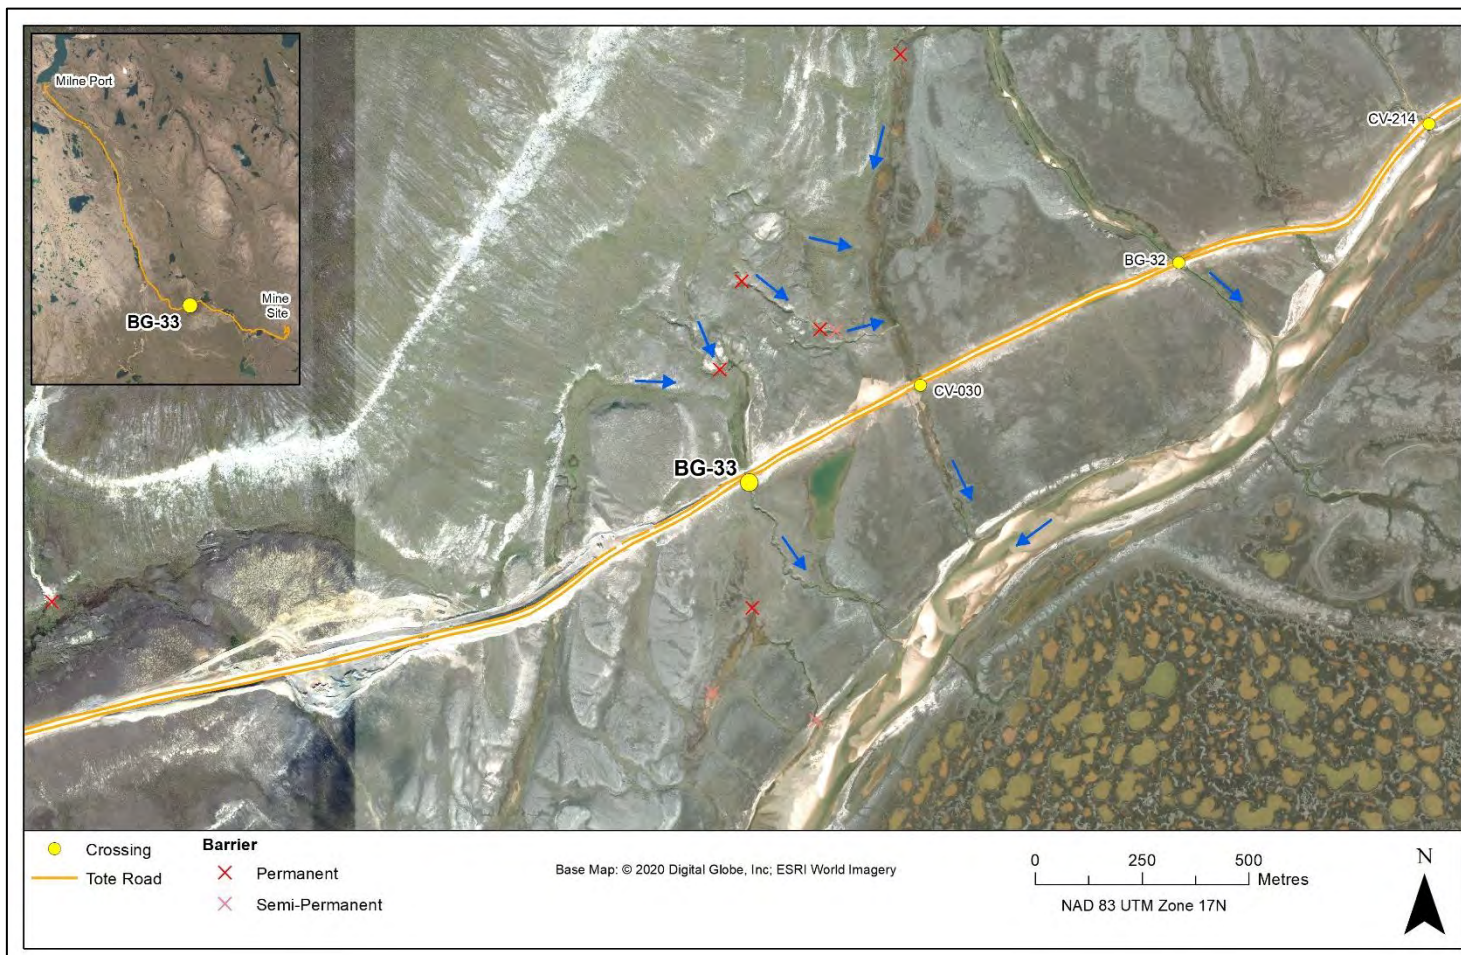 Milne Port
Mine
Site
BG-33
CV-214
BG-32
CV-030
BG-33
Crossing
Tote Road
Barrier
Permanent
Semi-Permanent
Base Map: © 2020 Digital Globe, Inc; ESRI World Imagery
0 250 500
Metres
NAD 83 UTM Zone 17N
N